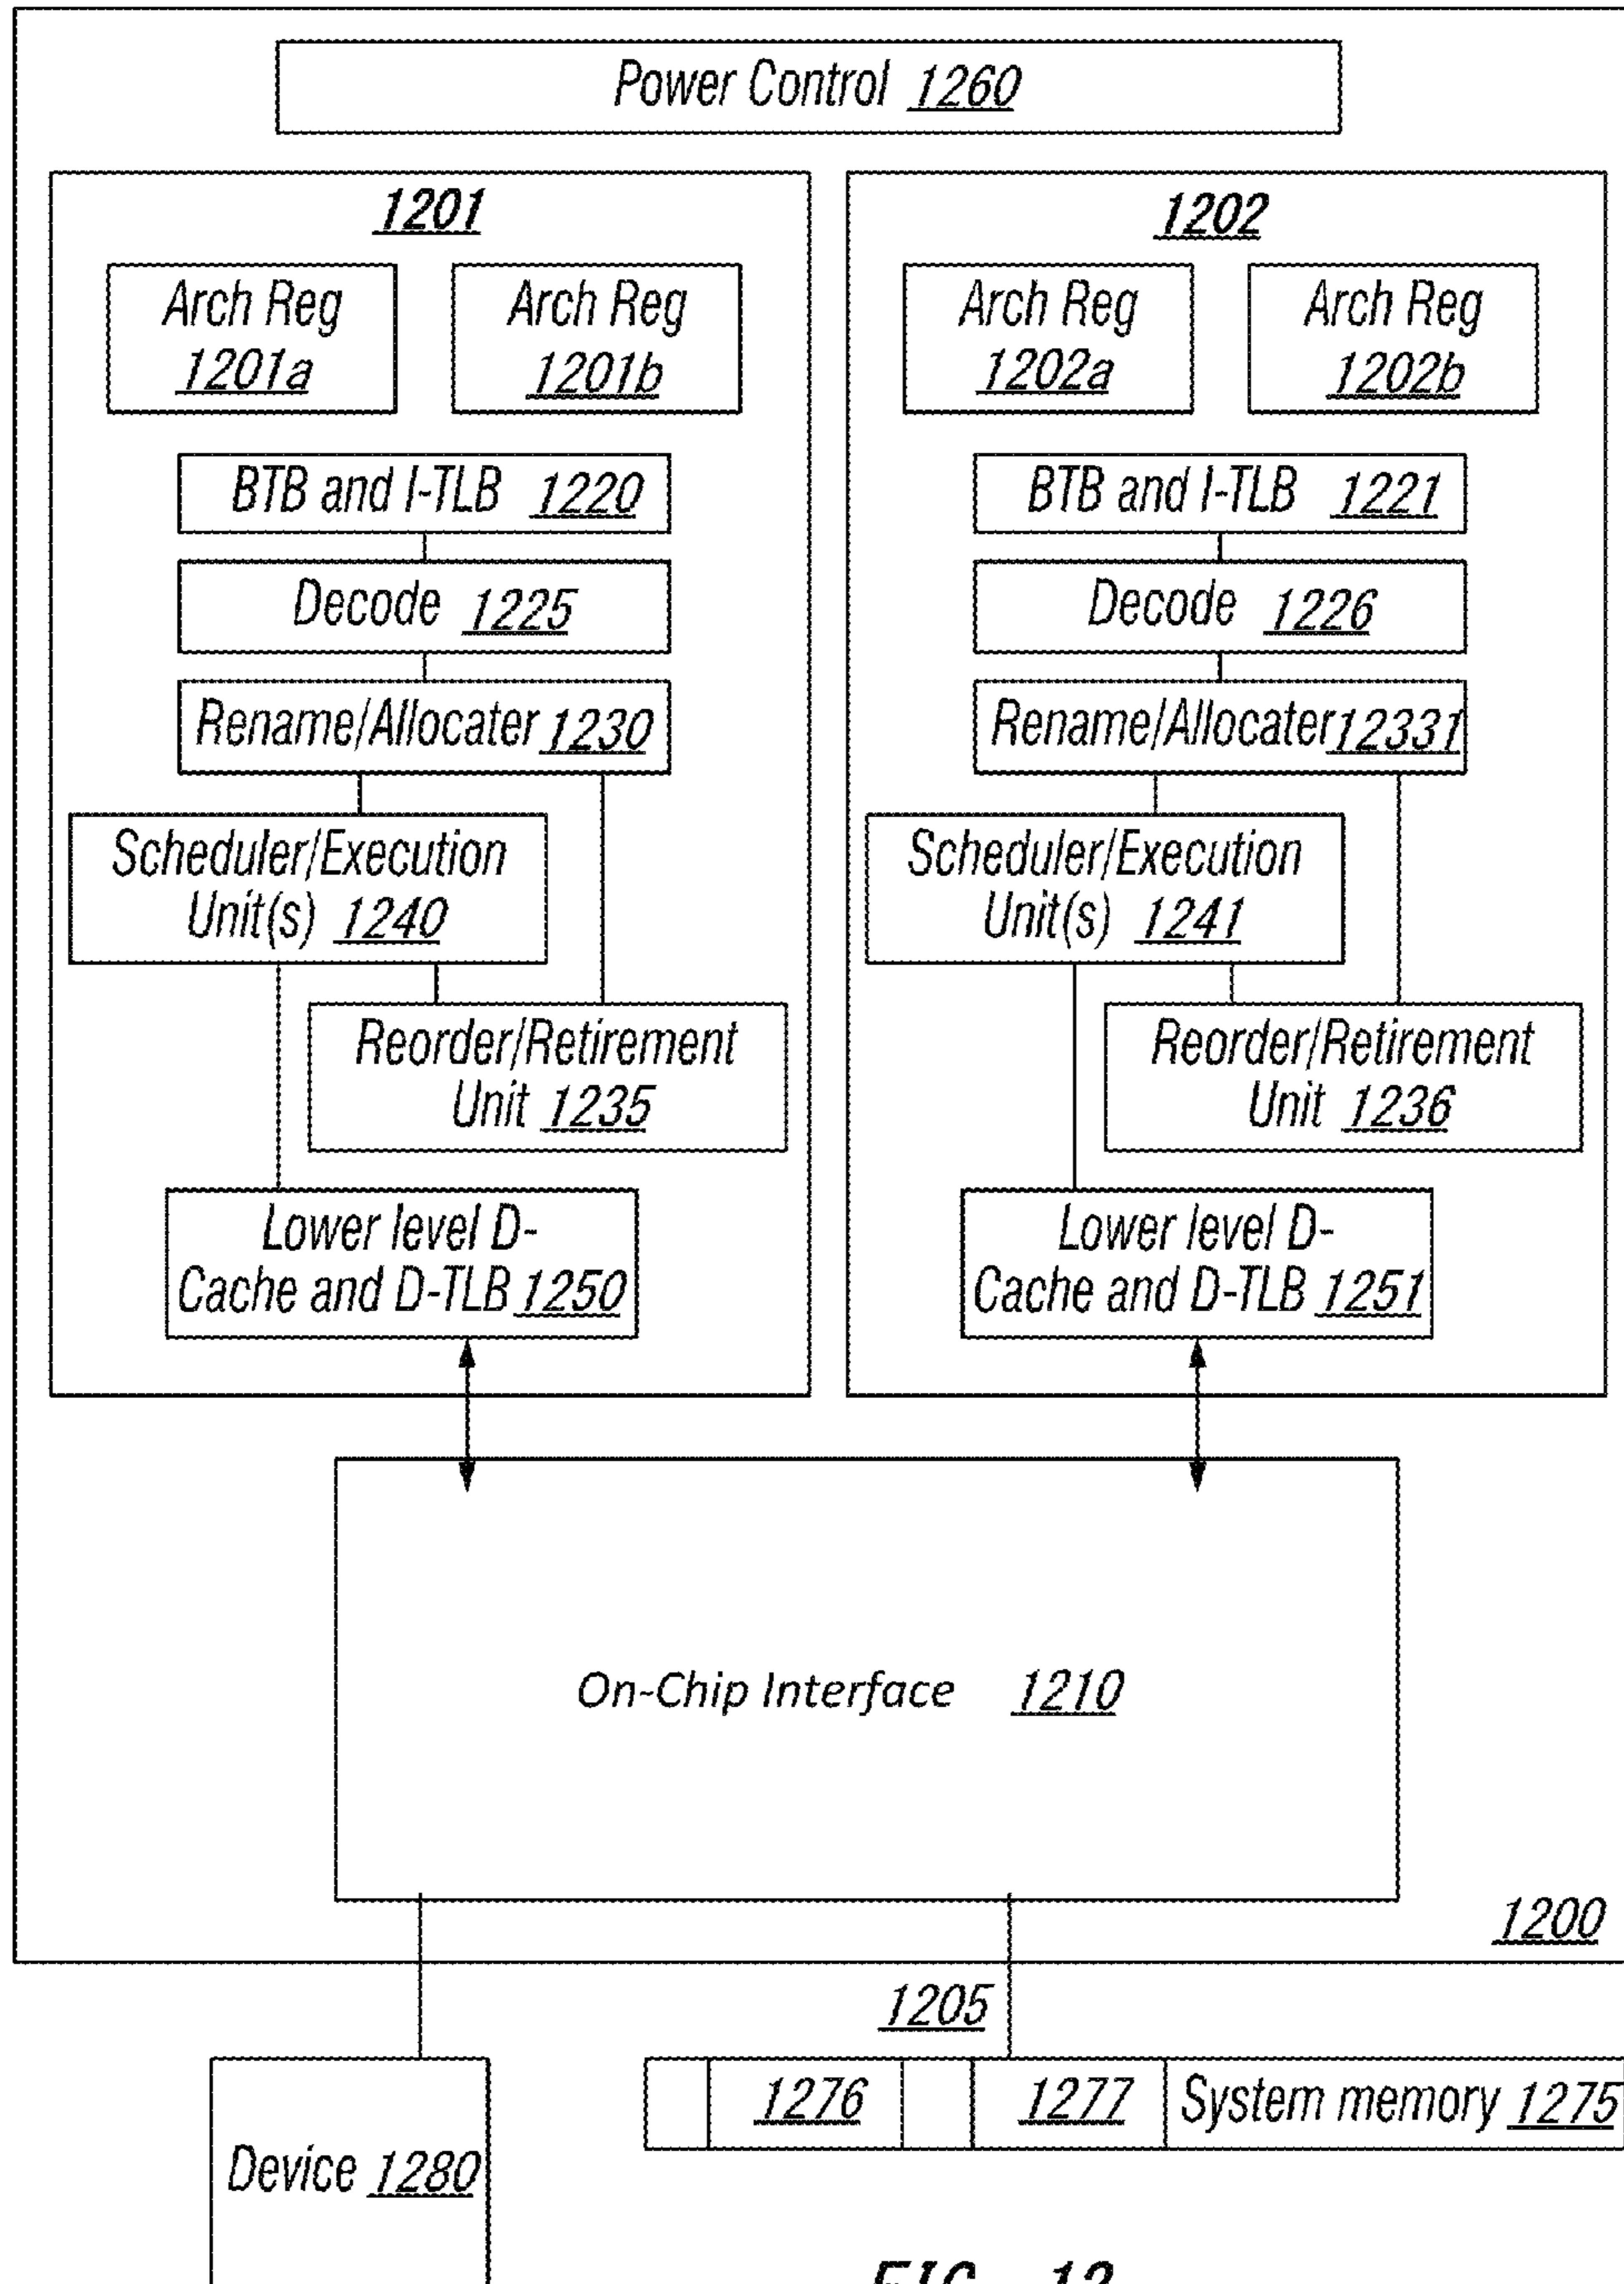 Power Control 1260
1201
Arch Reg
1201a
Arch Reg
1201b
BTB and I-TLB 1220
Decode 1225
Rename/Allocater 1230
Scheduler/Execution
Unit(s) 1240
Reorder/Retirement
Unit 1235
Lower level D-
Cache and D-TLB 1250
1202
Arch Reg
1202a
Arch Reg
1202b
BTB and I-TLB 1221
Decode 1226
Rename/Allocater 12331
Scheduler/Execution
Unit(s) 1241
Reorder/Retirement
Unit 1236
Lower level D-
Cache and D-TLB 1251
On-Chip Interface 1210
1200
1205
1276
1277
System memory 1275
Device 1280